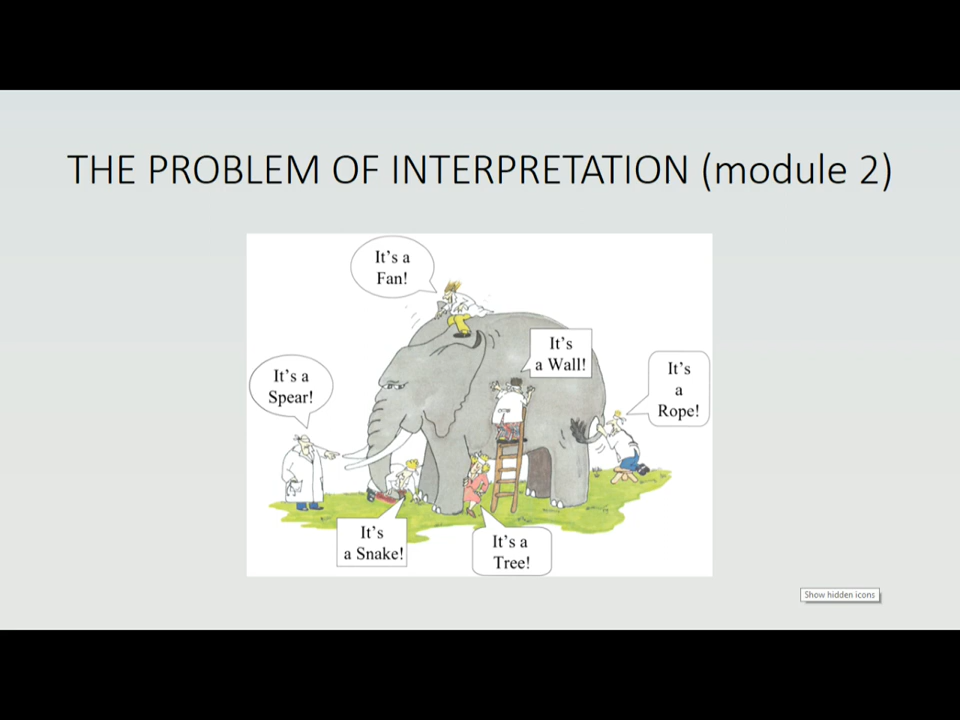 THE PROBLEM OF INTERPRETATION (module 2)
It's a
Fan!
It's
a Wall!
It's
a
Rope!
It's a
Spear!
It's
a Snake!
It's a
Tree!
Show hidden icons